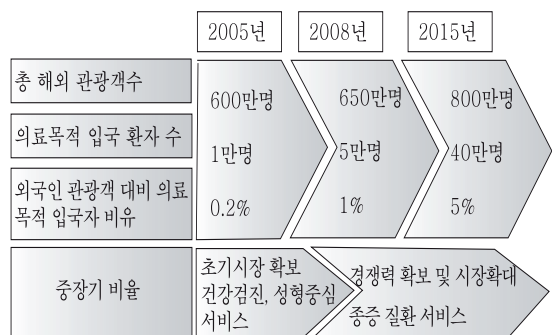 2005년 2008년 2015년
총 해외 관광객수
600만명 650만명 800만명
의료목적 입국 환자 수
1만명 5만명 40만명
외국인 관광객 대비 의료
목적 입국자 비유
0.2% 1% 5%
중장기 비율
초기시장 확보
건강검진, 성형중심
서비스
경쟁력 확보 및 시장확대
종주 질환 서비스